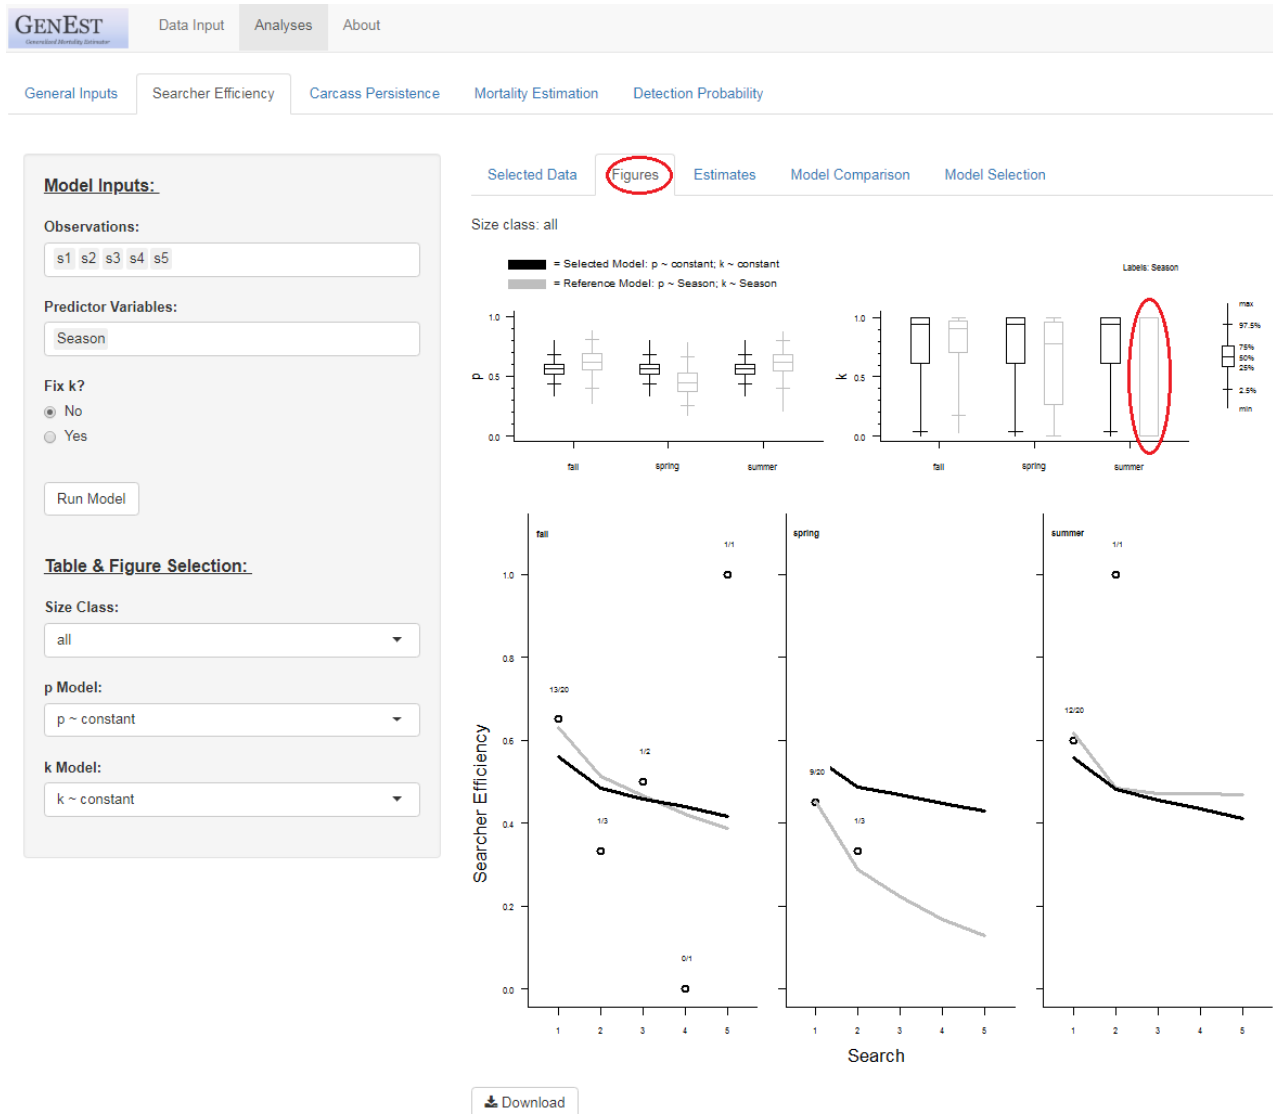 GENEST
Generalized Mortality Estimator
Data Input
Analyses
About
General Inputs
Searcher Efficiency
Carcass Persistence
Mortality Estimation
Detection Probability
Model Inputs:
Observations:
s1 s2 s3 s4 s5
Predictor Variables:
Season
Fix k?
No
Yes
Run Model
Table & Figure Selection:
Size Class:
all
p Model:
p ~ constant
k Model:
k ~ constant
Selected Data
Figures
Estimates
Model Comparison
Model Selection
Size class: all
= Selected Model: p ~ constant; k ~ constant
= Reference Model: p ~ Season; k ~ Season
Labels: Season
p
1.0
0.5
0.0
fall
spring
summer
k
1.0
0.5
0.0
fall
spring
summer
max
97.5%
75%
50%
25%
2.5%
min
Searcher Efficiency
1.0
0.8
0.6
0.4
0.2
0.0
fall
13/20
1/3
1/2
0/1
1/1
1 2 3 4 5
spring
9/20
1/3
1 2 3 4 5
summer
12/20
1/1
1 2 3 4 5
Search
Download